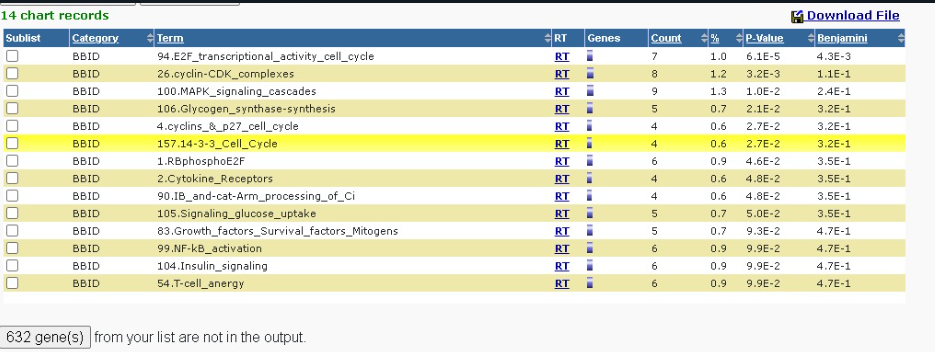 14 chart records Download File
Sublist Category Term RT Genes Count % P-Value Benjamini
BBID 94.E2F_transcriptional_activity_cell_cycle RT 7 1.0 6.1E-5 4.3E-3
BBID 26.cyclin-CDK_complexes RT 8 1.2 3.2E-3 1.1E-1
BBID 100.MAPK_signaling_cascades RT 9 1.3 1.0E-2 2.4E-1
BBID 106.Glycogen_synthase-synthesis RT 5 0.7 2.1E-2 3.2E-1
BBID 4.cyclins_&_p27_cell_cycle RT 4 0.6 2.7E-2 3.2E-1
BBID 157.14-3-3_Cell_Cycle RT 4 0.6 2.7E-2 3.2E-1
BBID 1.RBphosphoE2F RT 6 0.9 4.6E-2 3.5E-1
BBID 2.Cytokine_Receptors RT 4 0.6 4.8E-2 3.5E-1
BBID 90.IB_and-cat-Arm_processing_of_Ci RT 4 0.6 4.8E-2 3.5E-1
BBID 105.Signaling_glucose_uptake RT 5 0.7 5.0E-2 3.5E-1
BBID 83.Growth_factors_Survival_factors_Mitogens RT 5 0.7 9.3E-2 4.7E-1
BBID 99.NF-kB_activation RT 6 0.9 9.9E-2 4.7E-1
BBID 104.Insulin_signaling RT 6 0.9 9.9E-2 4.7E-1
BBID 54.T-cell_anergy RT 6 0.9 9.9E-2 4.7E-1
632 gene(s) from your list are not in the output.